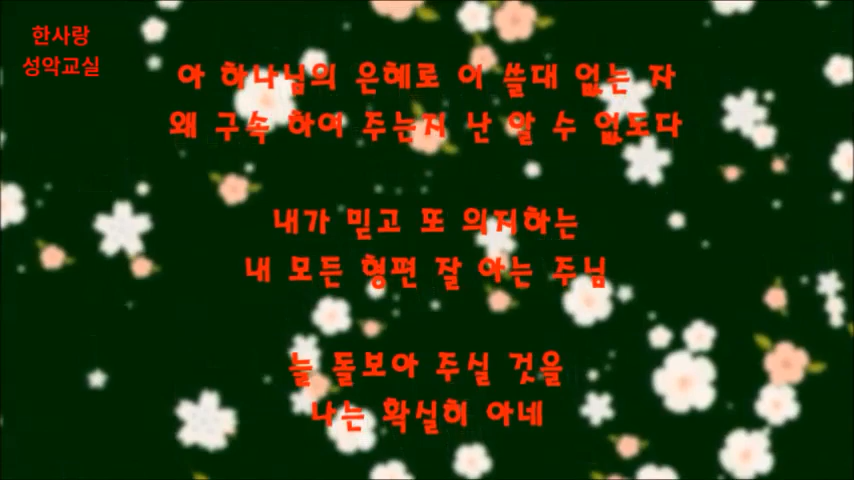 한사랑
성악교실
아 하나님의 은혜로 이 쓸대 없는 자
왜 구속 하여 주는지 난 알 수 없도다
내가 믿고 또 의지하는
내 모든 형편 잘 아는 주님
늘 돌보아 주실 것을
나는 확실히 아네